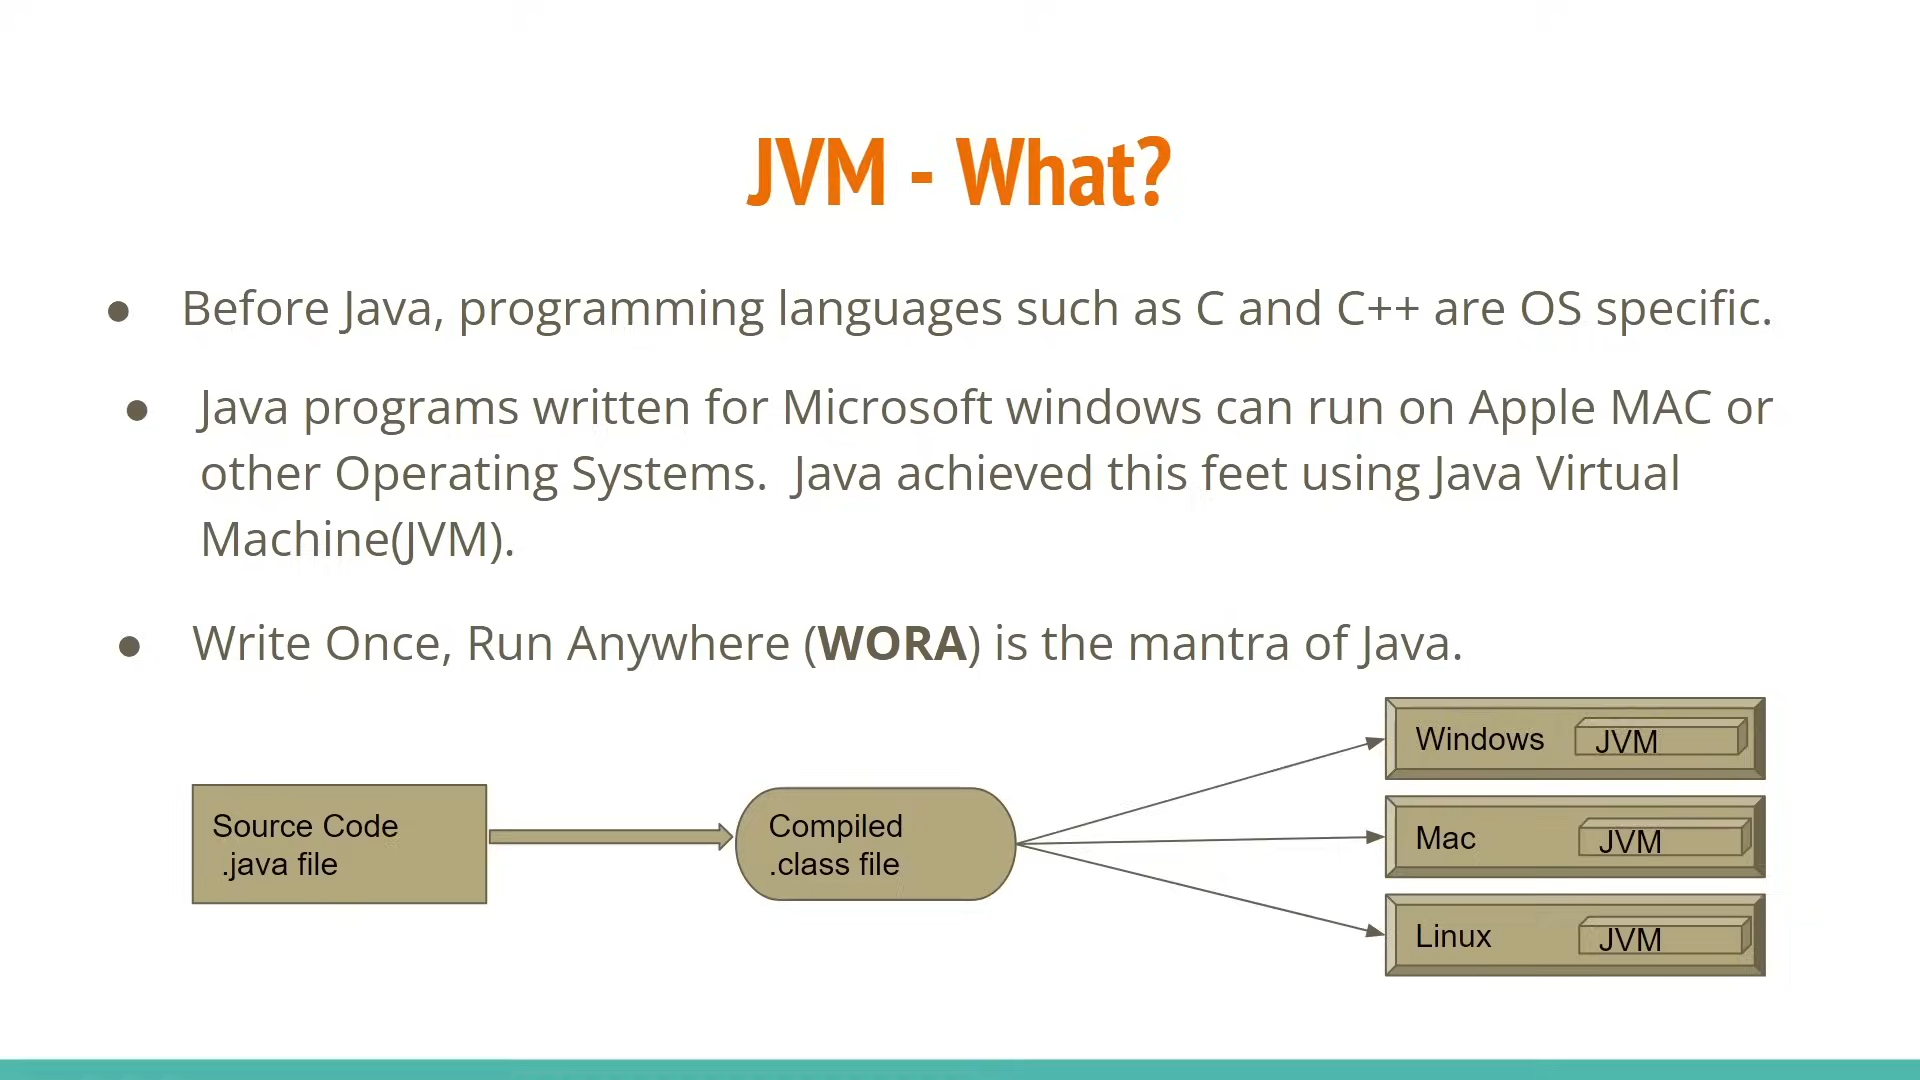 JVM - What?
● Before Java, programming languages such as C and C++ are OS specific.
● Java programs written for Microsoft windows can run on Apple MAC or
other Operating Systems.  Java achieved this feet using Java Virtual
Machine(JVM).
● Write Once, Run Anywhere (WORA) is the mantra of Java.
Source Code
.java file
Compiled
.class file
Windows JVM
Mac JVM
Linux JVM